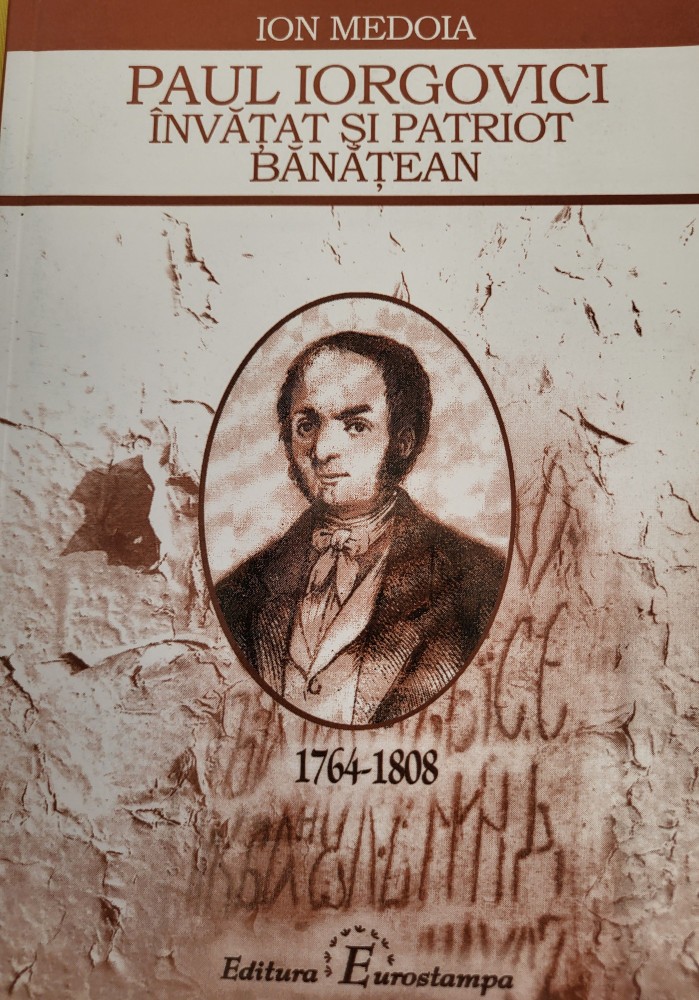 ION MEDOIA
PAUL IORGOVICI
ÎNVĂȚAT ȘI PATRIOT
BĂNĂȚEAN
1764-1808
Editura Eurostampa